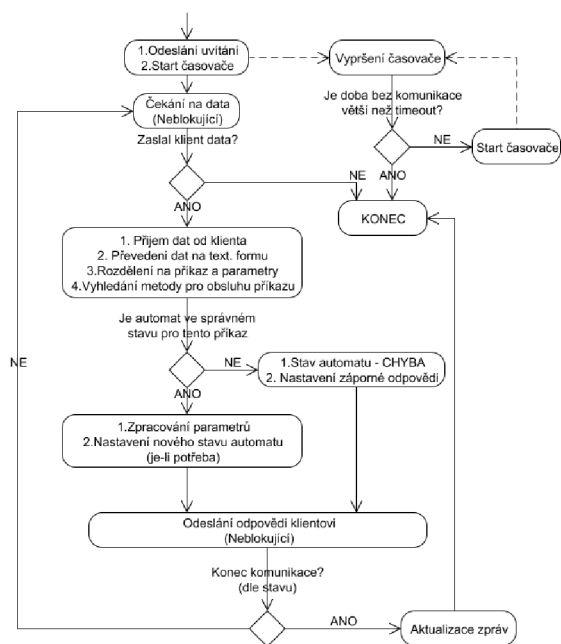 1.Odeslání uvítání
2.Start časovače
Vypršení časovače
Čekání na data
(Neblokující)
Je doba bez komunikace
větší než timeout?
Zaslal klient data?
NE
Start časovače
ANO
NE
ANO
KONEC
1. Příjem dat od klienta
2. Převedení dat na text. formu
3.Rozdělení na příkaz a parametry
4.Vyhledání metody pro obsluhu příkazu
Je automat ve správném
stavu pro tento příkaz
NE
NE
1.Stav automatu - CHYBA
2. Nastavení záporné odpovědi
ANO
1.Zpracování parametrů
2.Nastavení nového stavu automatu
(je-li potřeba)
Odeslání odpovědi klientovi
(Neblokující)
Konec komunikace?
(dle stavu)
ANO
Aktualizace zpráv